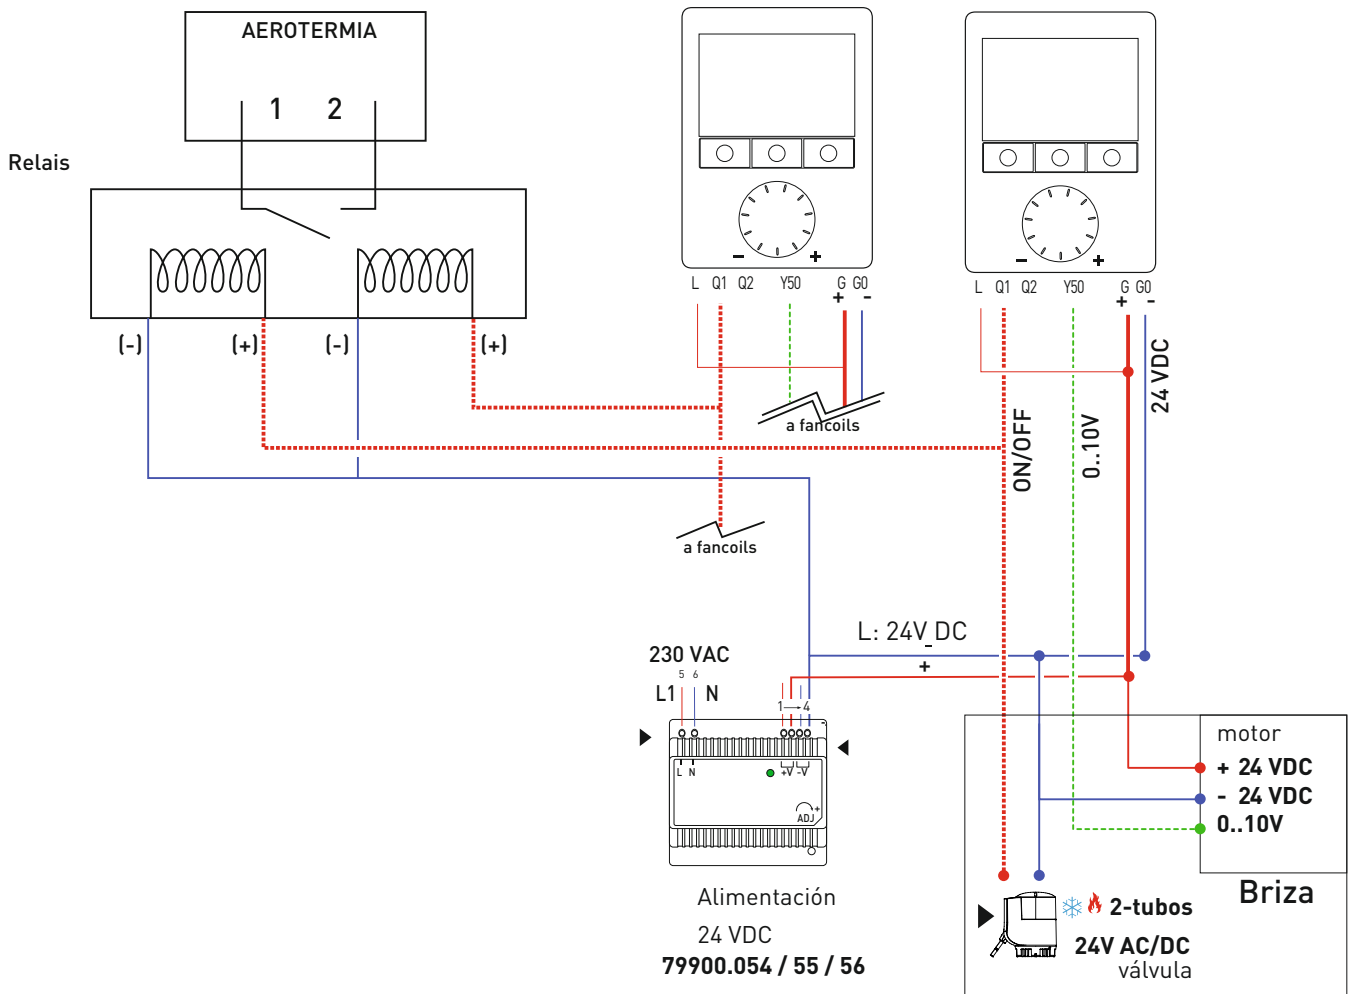 AEROTERMIA
1 2
Relais
(-) (+) (-) (+)
L Q1 Q2 Y50 G G0
+ -
- +
a fancoils
a fancoils
L Q1 Q2 Y50 G G0
+ -
- +
ON/OFF
0..10V
24 VDC
L: 24V_DC
-
+
230 VAC
5 6
L1 N
1→4
-
L N +V -V
+
ADJ
Alimentación
24 VDC
79900.054 / 55 / 56
motor
+ 24 VDC
- 24 VDC
0..10V
Briza
2-tubos
24V AC/DC
válvula